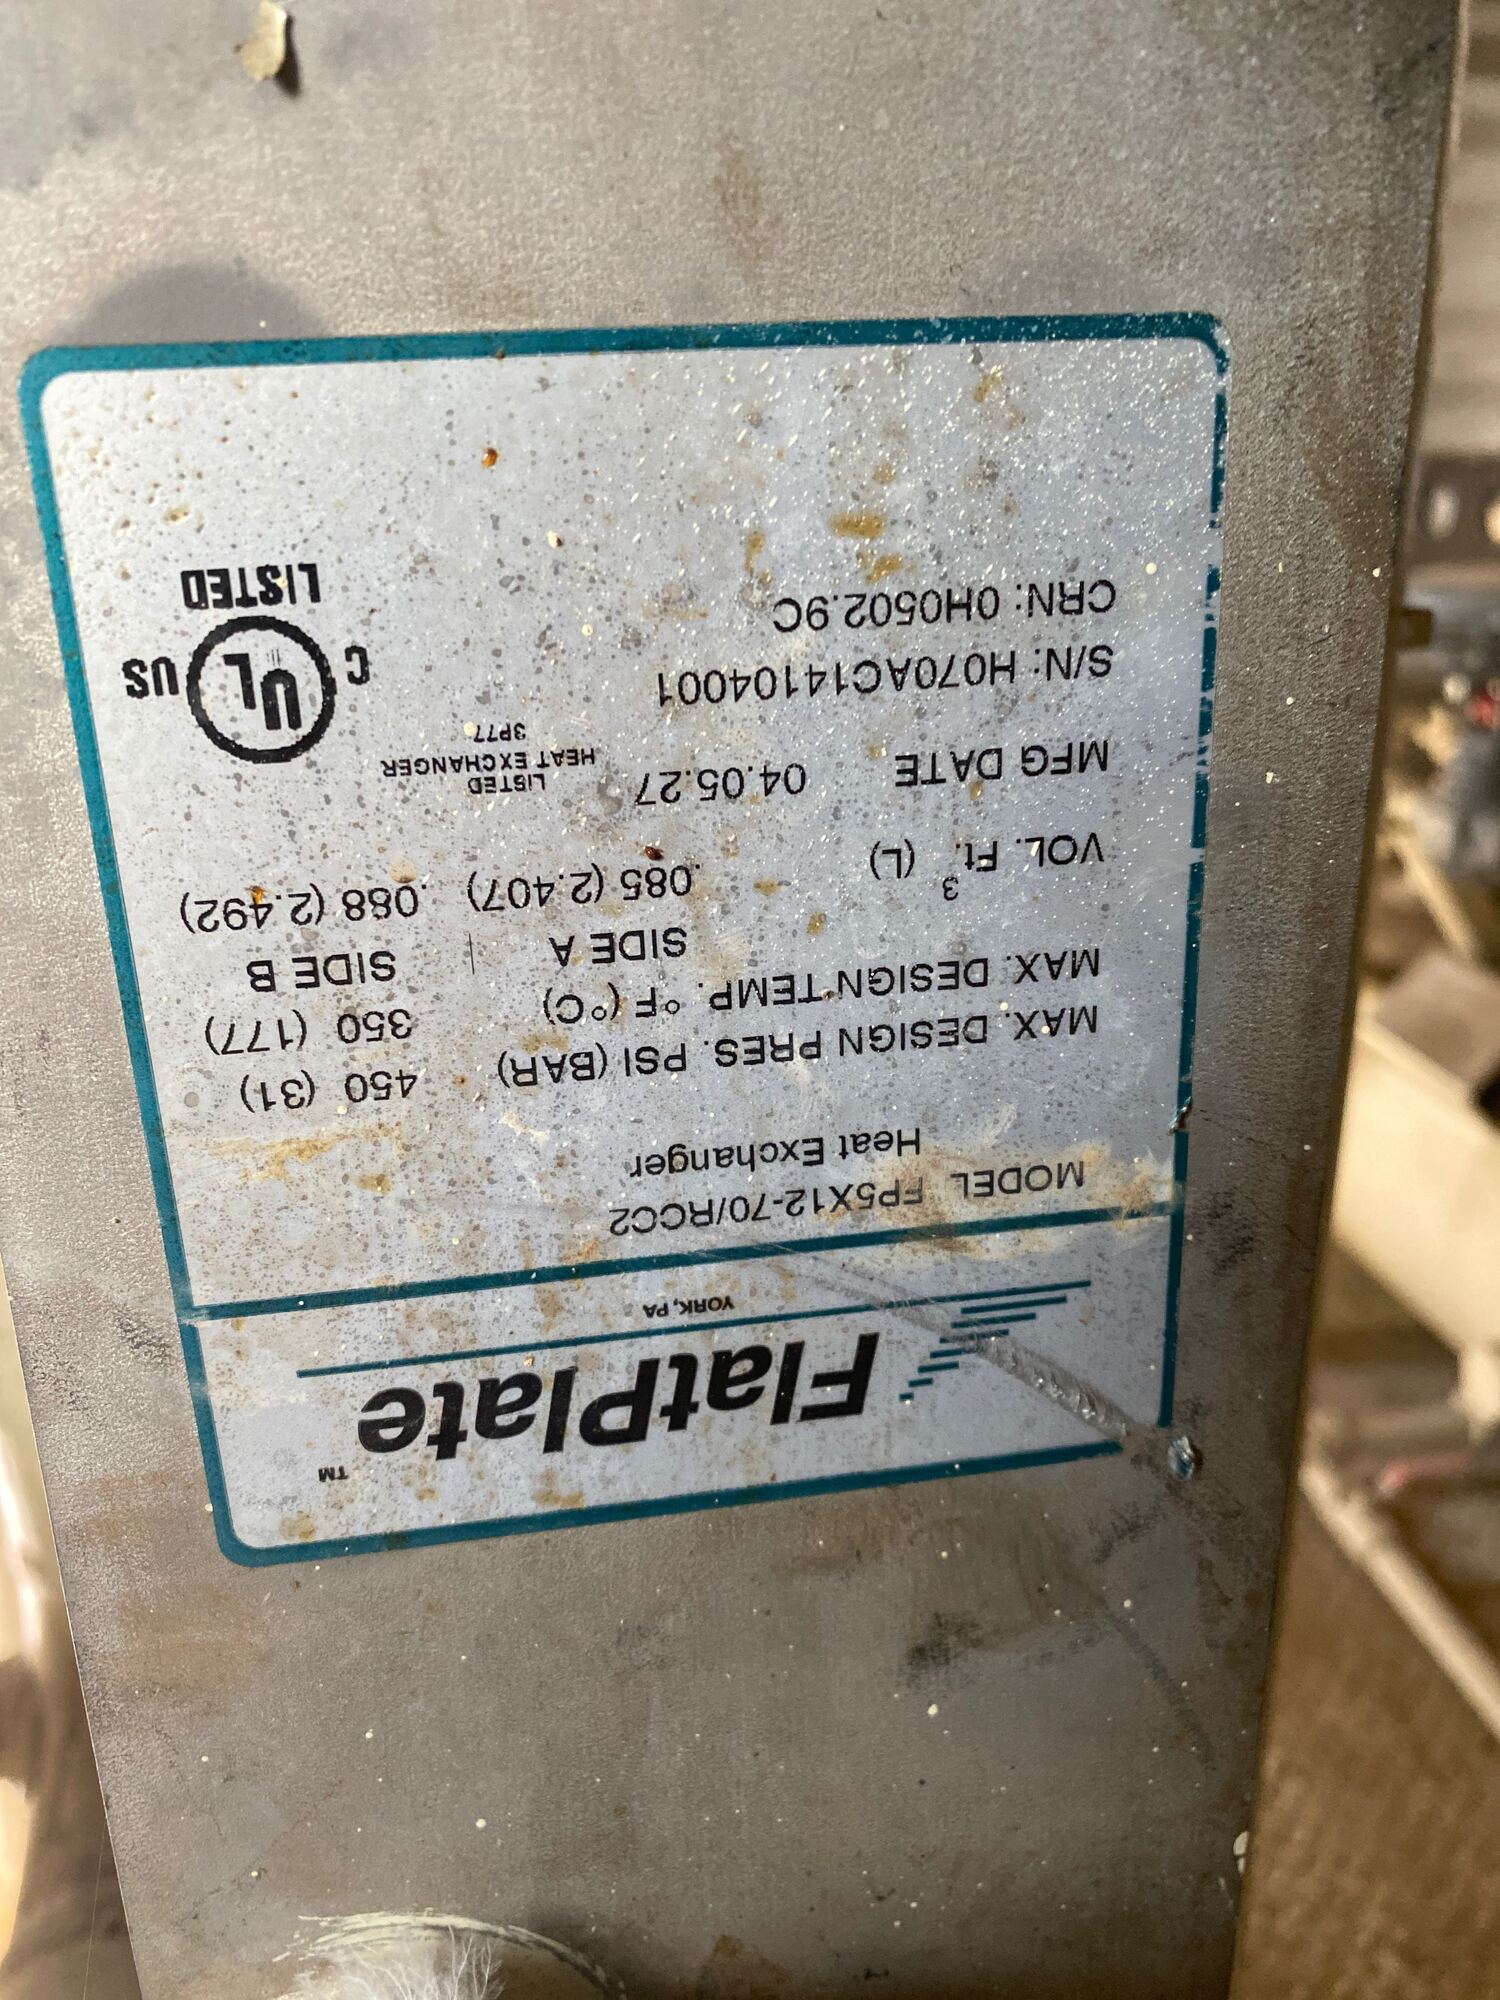 FlatPlate™
YORK, PA
MODEL FP5X12-70/RCC2
Heat Exchanger
MAX. DESIGN PRES. PSI (BAR) 450 (31)
MAX. DESIGN TEMP. °F (°C) 350 (177)
SIDE A SIDE B
VOL. Ft.³ (L) .085 (2.407) .088 (2.492)
MFG DATE 04.05.27
LISTED
HEAT EXCHANGER
3P77
S/N: H070AC14104001
CRN: 0H0502.9C
C UL US
LISTED